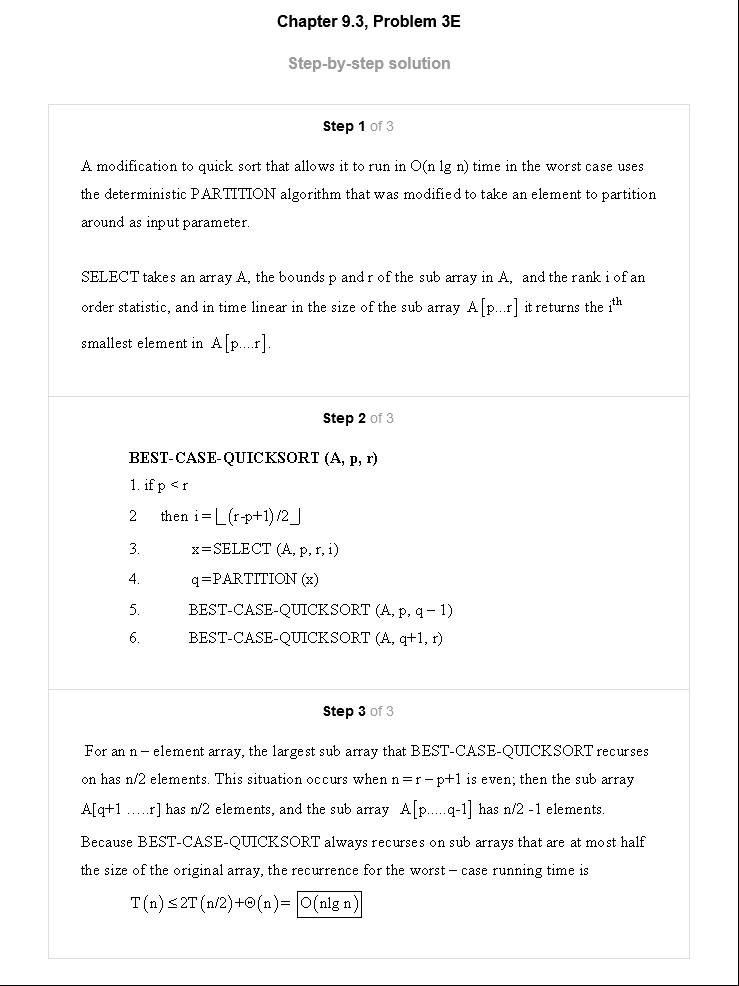 Chapter 9.3, Problem 3E
Step-by-step solution
Step 1 of 3
A modification to quick sort that allows it to run in O(n lg n) time in the worst case uses
the deterministic PARTITION algorithm that was modified to take an element to partition
around as input parameter.
SELECT takes an array A, the bounds p and r of the sub array in A, and the rank i of an
order statistic, and in time linear in the size of the sub array A[p...r] it returns the i^th
smallest element in A[p....r].
Step 2 of 3
BEST-CASE-QUICKSORT (A, p, r)
1. if p < r
2 then i = ⌊(r-p+1)/2⌋
3. x=SELECT (A, p, r, i)
4. q=PARTITION (x)
5. BEST-CASE-QUICKSORT (A, p, q – 1)
6. BEST-CASE-QUICKSORT (A, q+1, r)
Step 3 of 3
For an n – element array, the largest sub array that BEST-CASE-QUICKSORT recurses
on has n/2 elements. This situation occurs when n = r – p+1 is even; then the sub array
A[q+1 …..r] has n/2 elements, and the sub array A[p.....q-1] has n/2 -1 elements.
Because BEST-CASE-QUICKSORT always recurses on sub arrays that are at most half
the size of the original array, the recurrence for the worst – case running time is
T(n) ≤ 2T(n/2)+Θ(n)= O(nlg n)